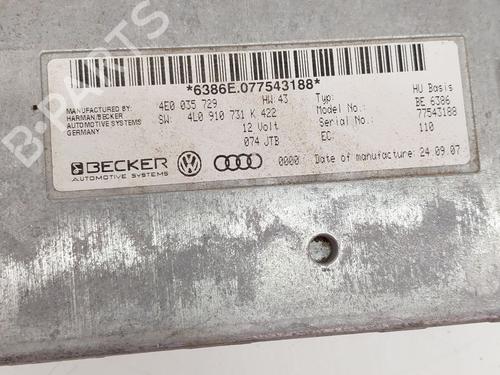 *6386E.077543188*
MANUFACTURED BY:
HARMAN/BECKER
AUTOMOTIVE SYSTEMS
GERMANY
4E0 035 729 HW 43
SW: 4L0 910 731 K 422
12 Volt
074 JTB
Typ: HU Basis
Model No.: BE 6386
Serial No.: 77543188
EC: 110
BECKER
AUTOMOTIVE SYSTEMS
0000 Date of manufacture: 24.09.07
B-PARTS